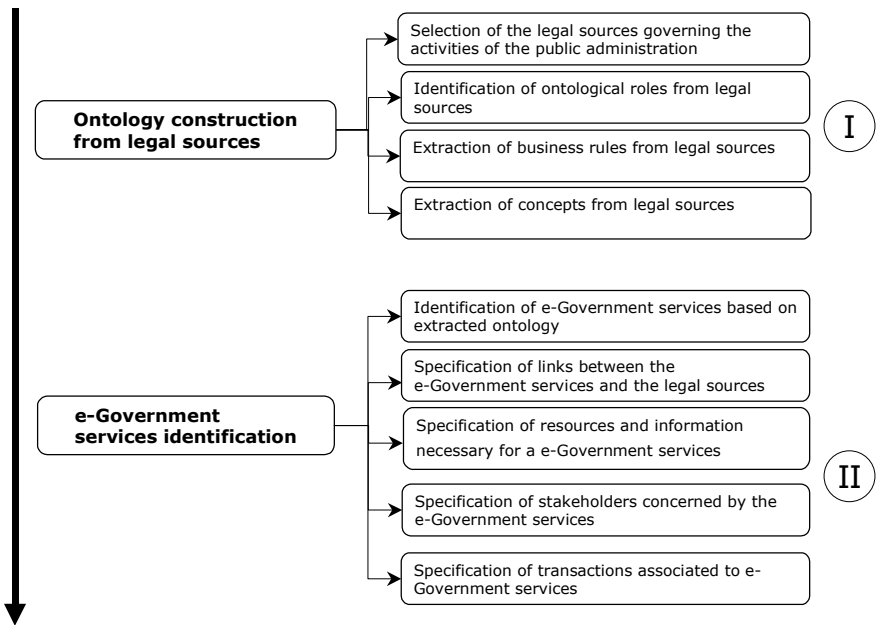 Selection of the legal sources governing the
activities of the public administration
Identification of ontological roles from legal
sources
Ontology construction
from legal sources
I
Extraction of business rules from legal sources
Extraction of concepts from legal sources
Identification of e-Government services based on
extracted ontology
Specification of links between the
e-Government services and the legal sources
e-Government
services identification
Specification of resources and information
necessary for a e-Government services
II
Specification of stakeholders concerned by the
e-Government services
Specification of transactions associated to e-
Government services